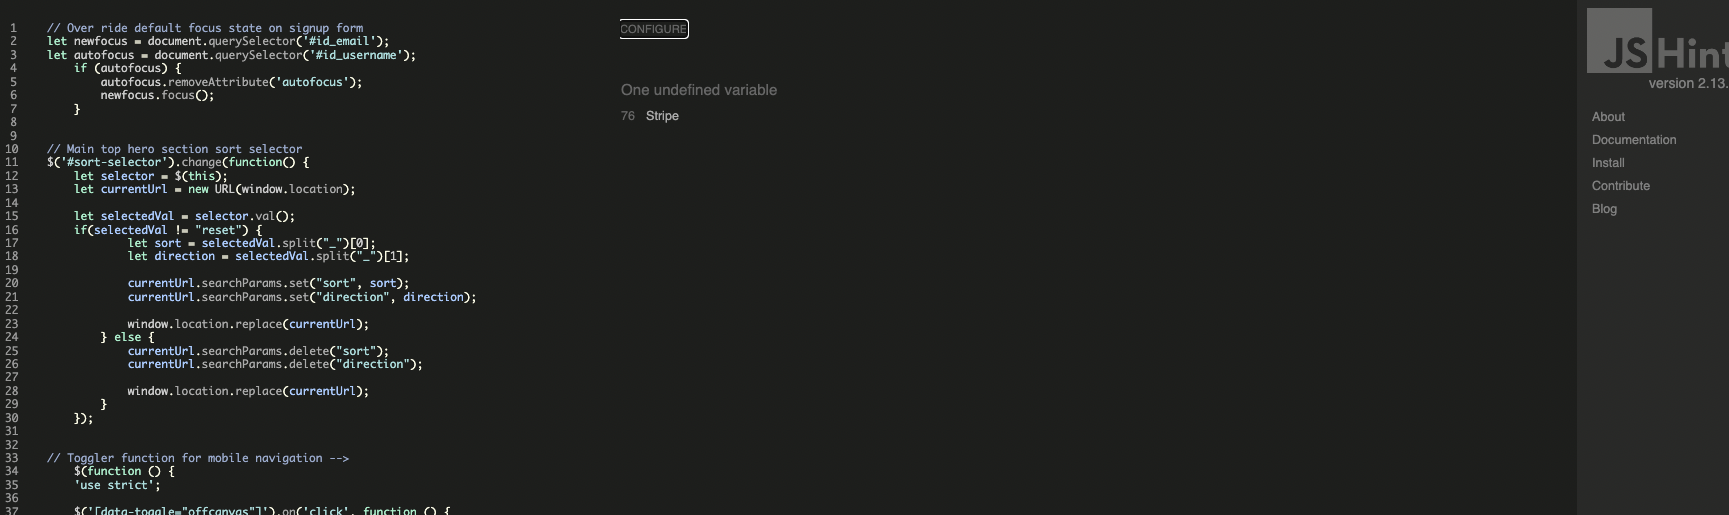 1 // Over ride default focus state on signup form
2 let newfocus = document.querySelector('#id_email');
3 let autofocus = document.querySelector('#id_username');
4 if (autofocus) {
5 autofocus.removeAttribute('autofocus');
6 newfocus.focus();
7 }
8
9
10 // Main top hero section sort selector
11 $('#sort-selector').change(function() {
12 let selector = $(this);
13 let currentUrl = new URL(window.location);
14
15 let selectedVal = selector.val();
16 if(selectedVal != "reset") {
17 let sort = selectedVal.split("_")[0];
18 let direction = selectedVal.split("_")[1];
19
20 currentUrl.searchParams.set("sort", sort);
21 currentUrl.searchParams.set("direction", direction);
22
23 window.location.replace(currentUrl);
24 } else {
25 currentUrl.searchParams.delete("sort");
26 currentUrl.searchParams.delete("direction");
27
28 window.location.replace(currentUrl);
29 }
30 });
31
32
33 // Toggler function for mobile navigation -->
34 $(function () {
35 'use strict';
36
37 $('[data-toggle="offcanvas"]').on('click', function () {
CONFIGURE
One undefined variable
76 Stripe
JSHint
version 2.13.
About
Documentation
Install
Contribute
Blog